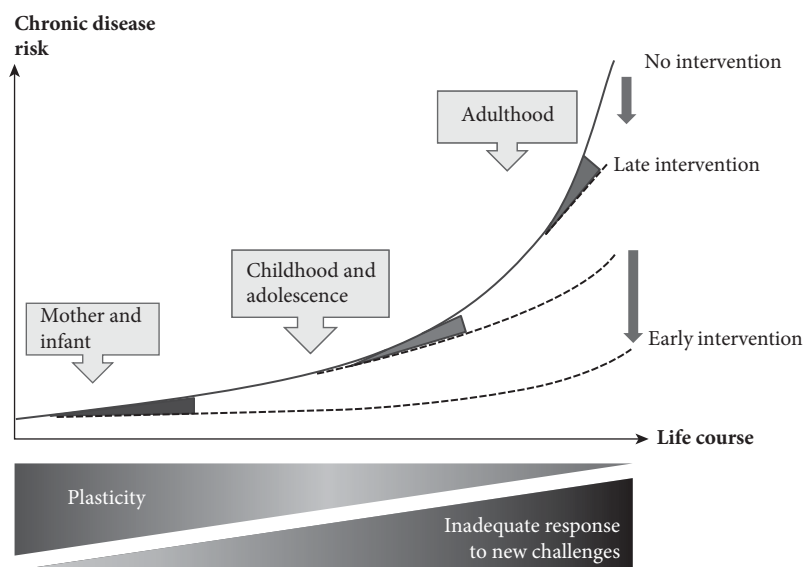 Chronic disease
risk
No intervention
Adulthood
Late intervention
Childhood and
adolescence
Mother and
infant
Early intervention
Life course
Plasticity
Inadequate response
to new challenges